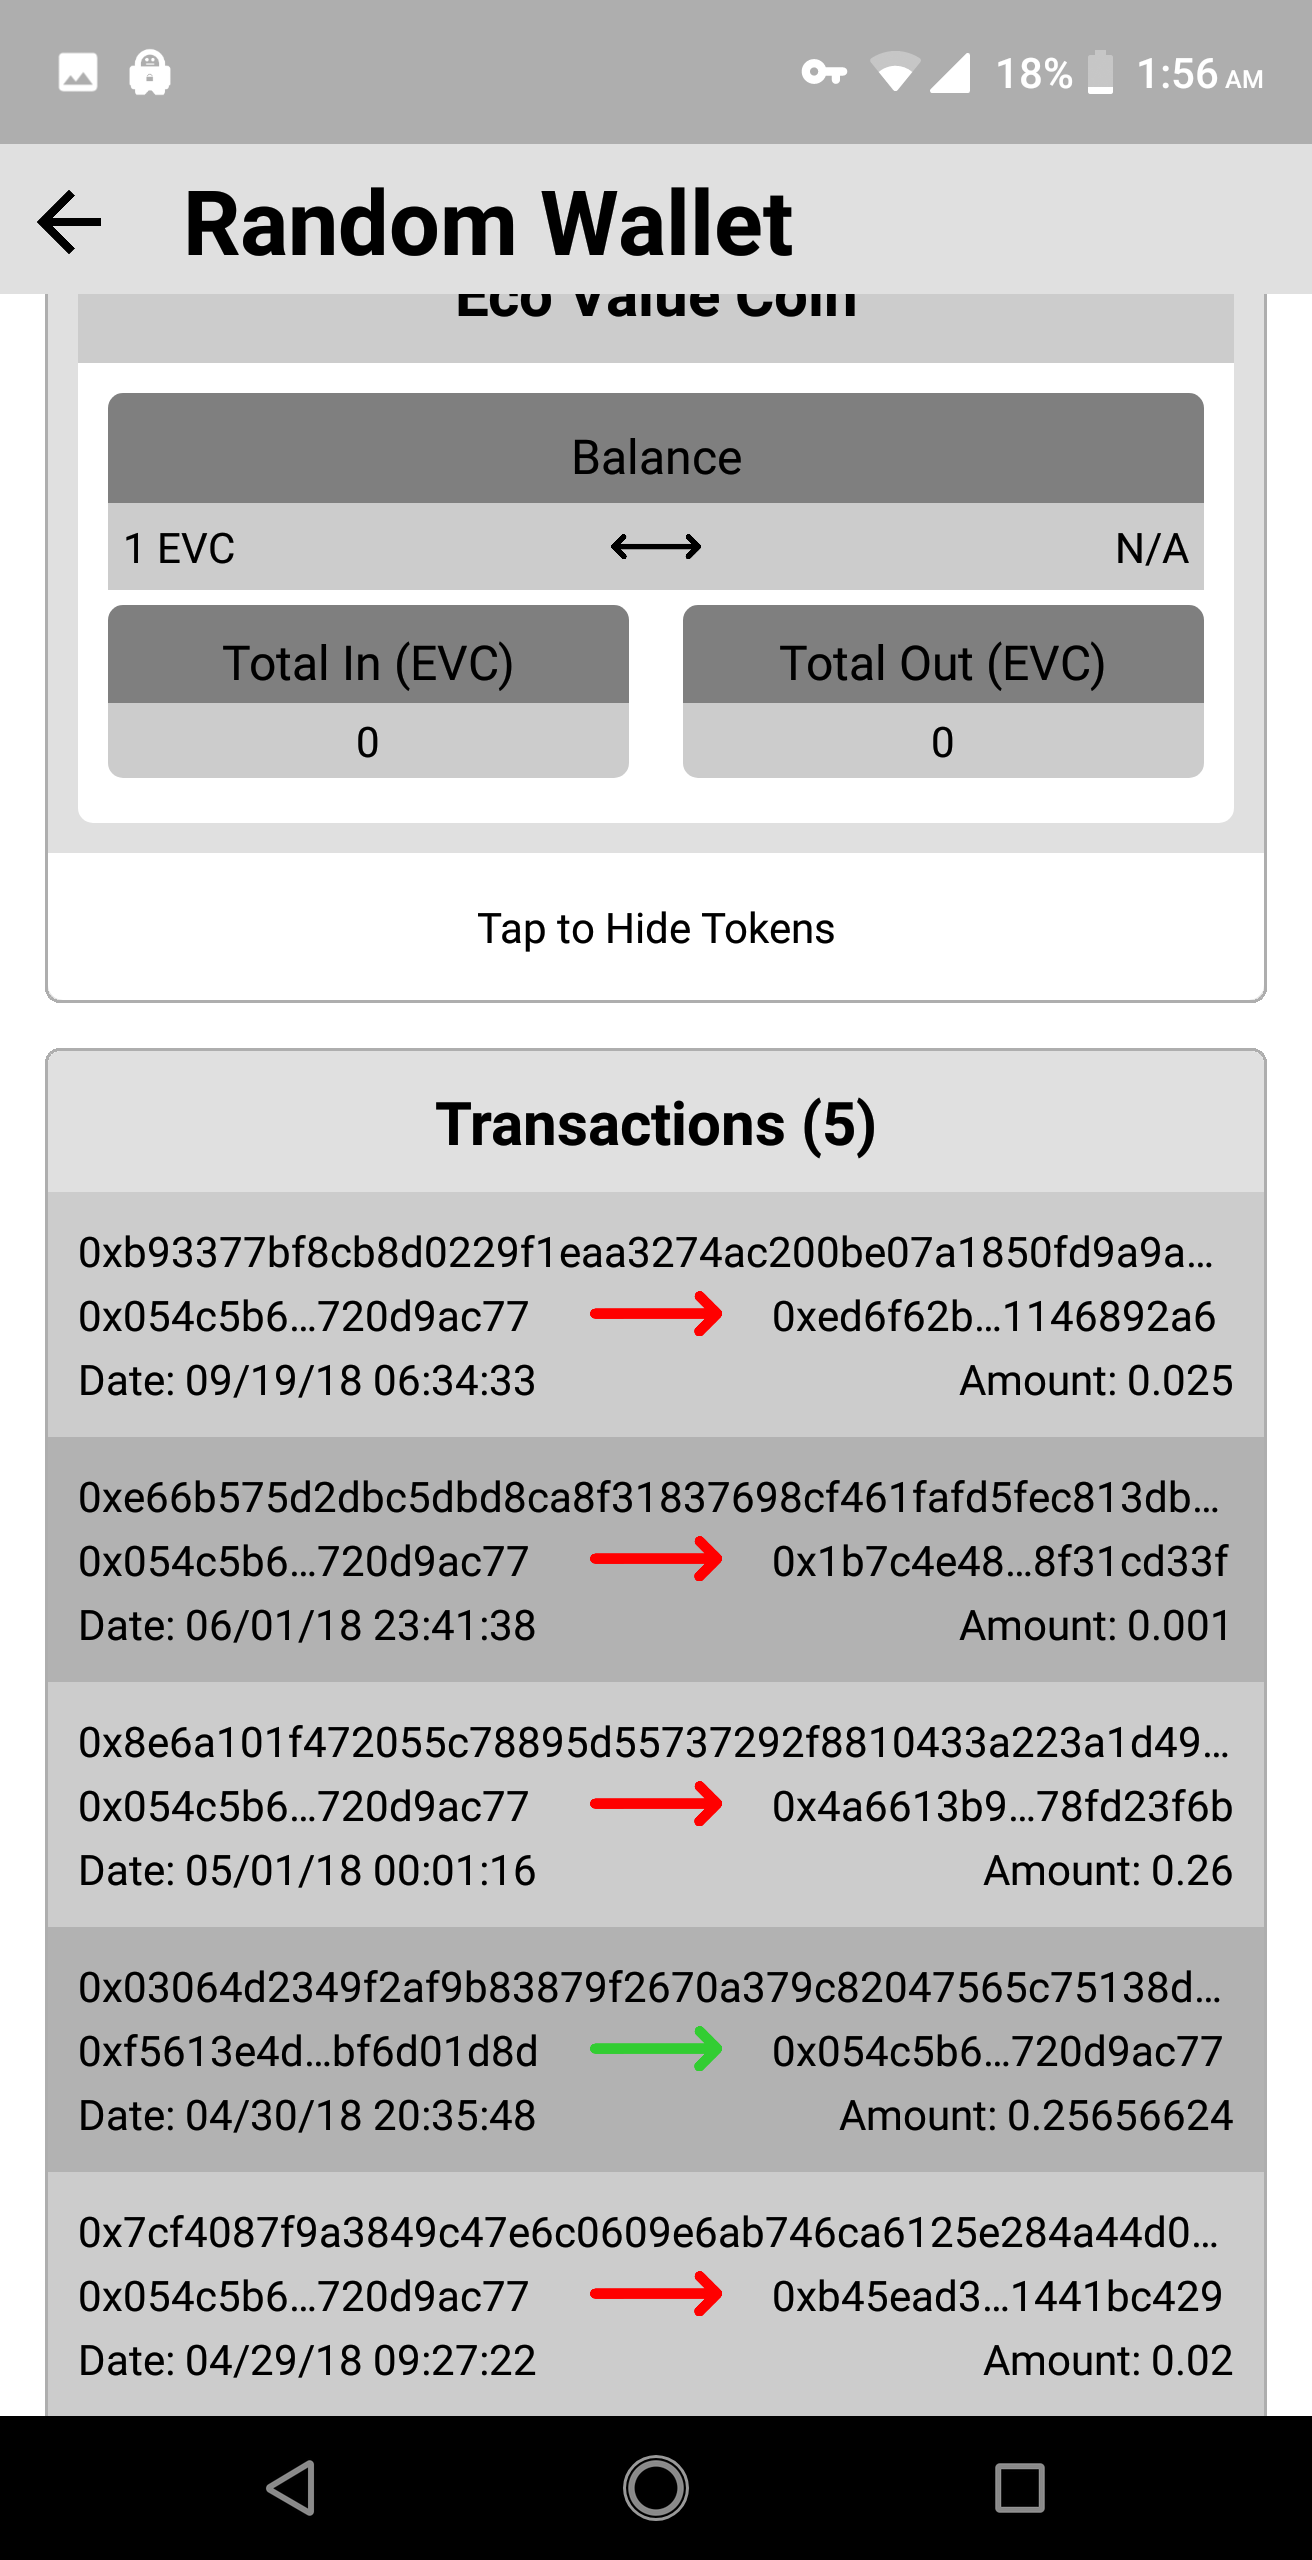 18% 1:56 AM
Random Wallet
Eco Value Coin
Balance
1 EVC N/A
Total In (EVC) Total Out (EVC)
0 0
Tap to Hide Tokens
Transactions (5)
0xb93377bf8cb8d0229f1eaa3274ac200be07a1850fd9a9a...
0x054c5b6...720d9ac77 0xed6f62b...1146892a6
Date: 09/19/18 06:34:33 Amount: 0.025
0xe66b575d2dbc5dbd8ca8f31837698cf461fafd5fec813db...
0x054c5b6...720d9ac77 0x1b7c4e48...8f31cd33f
Date: 06/01/18 23:41:38 Amount: 0.001
0x8e6a101f472055c78895d55737292f8810433a223a1d49...
0x054c5b6...720d9ac77 0x4a6613b9...78fd23f6b
Date: 05/01/18 00:01:16 Amount: 0.26
0x03064d2349f2af9b83879f2670a379c82047565c75138d...
0xf5613e4d...bf6d01d8d 0x054c5b6...720d9ac77
Date: 04/30/18 20:35:48 Amount: 0.25656624
0x7cf4087f9a3849c47e6c0609e6ab746ca6125e284a44d0...
0x054c5b6...720d9ac77 0xb45ead3...1441bc429
Date: 04/29/18 09:27:22 Amount: 0.02